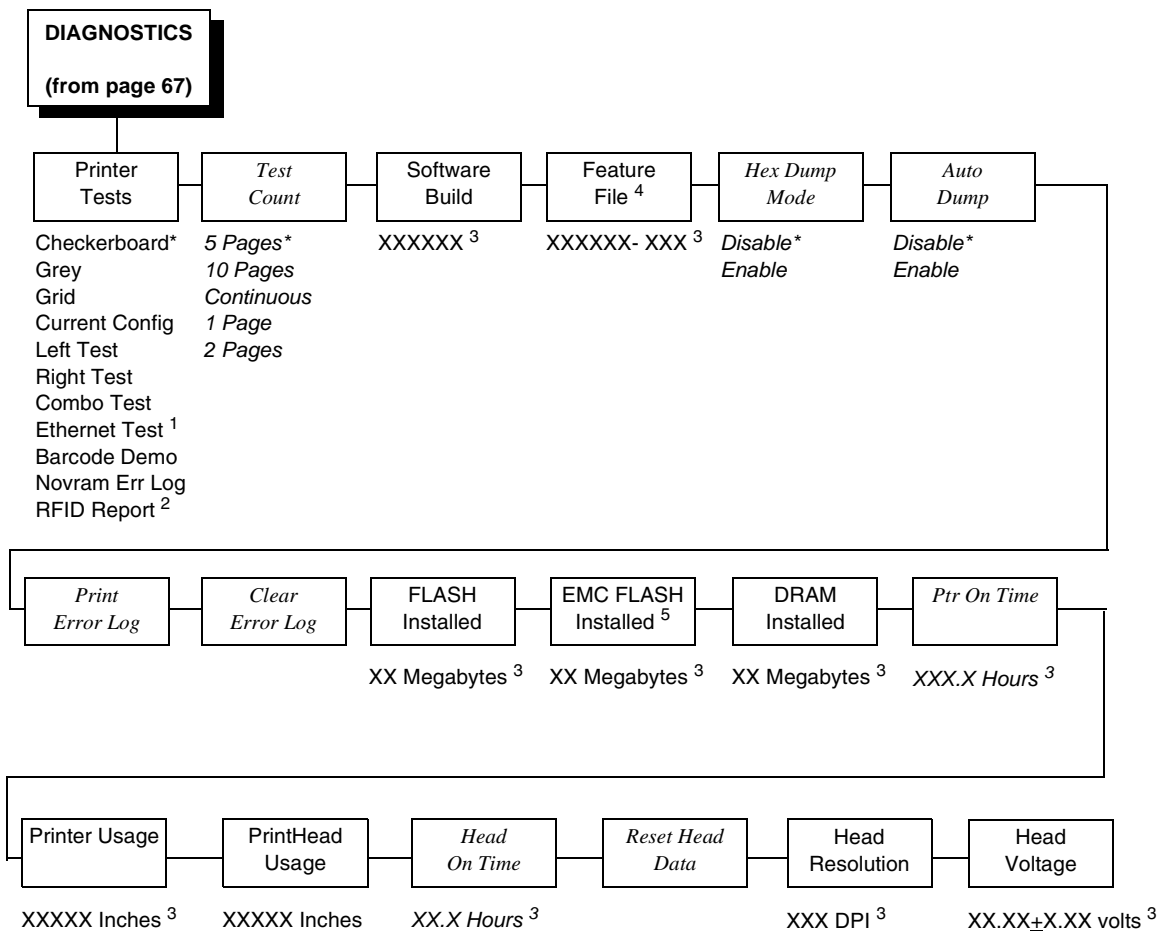 DIAGNOSTICS
(from page 67)
Printer
Tests
Test
Count
Software
Build
Feature
File 4
Hex Dump
Mode
Auto
Dump
Checkerboard*
Grey
Grid
Current Config
Left Test
Right Test
Combo Test
Ethernet Test 1
Barcode Demo
Novram Err Log
RFID Report 2
5 Pages*
10 Pages
Continuous
1 Page
2 Pages
XXXXXX 3
XXXXXX- XXX 3
Disable*
Enable
Disable*
Enable
Print
Error Log
Clear
Error Log
FLASH
Installed
EMC FLASH
Installed 5
DRAM
Installed
Ptr On Time
XX Megabytes 3
XX Megabytes 3
XX Megabytes 3
XXX.X Hours 3
Printer Usage
PrintHead
Usage
Head
On Time
Reset Head
Data
Head
Resolution
Head
Voltage
XXXXX Inches 3
XXXXX Inches
XX.X Hours 3
XXX DPI 3
XX.XX±X.XX volts 3